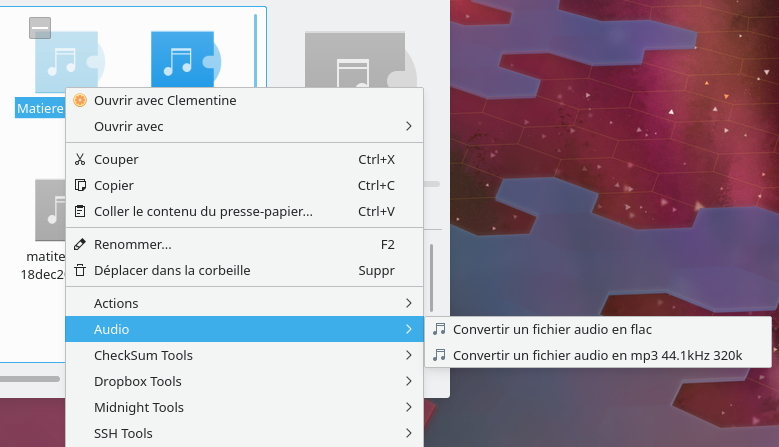 Matiere
Ouvrir avec Clementine
Ouvrir avec
Couper Ctrl+X
Copier Ctrl+C
Coller le contenu du presse-papier... Ctrl+V
matite
18dec2
Renommer... F2
Déplacer dans la corbeille Suppr
Actions
Audio
Convertir un fichier audio en flac
CheckSum Tools
Convertir un fichier audio en mp3 44.1kHz 320k
Dropbox Tools
Midnight Tools
SSH Tools